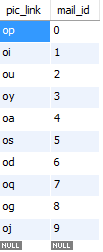 pic_link mail_id
op 0
oi 1
ou 2
oy 3
oa 4
os 5
od 6
oq 7
og 8
oj 9
NULL NULL